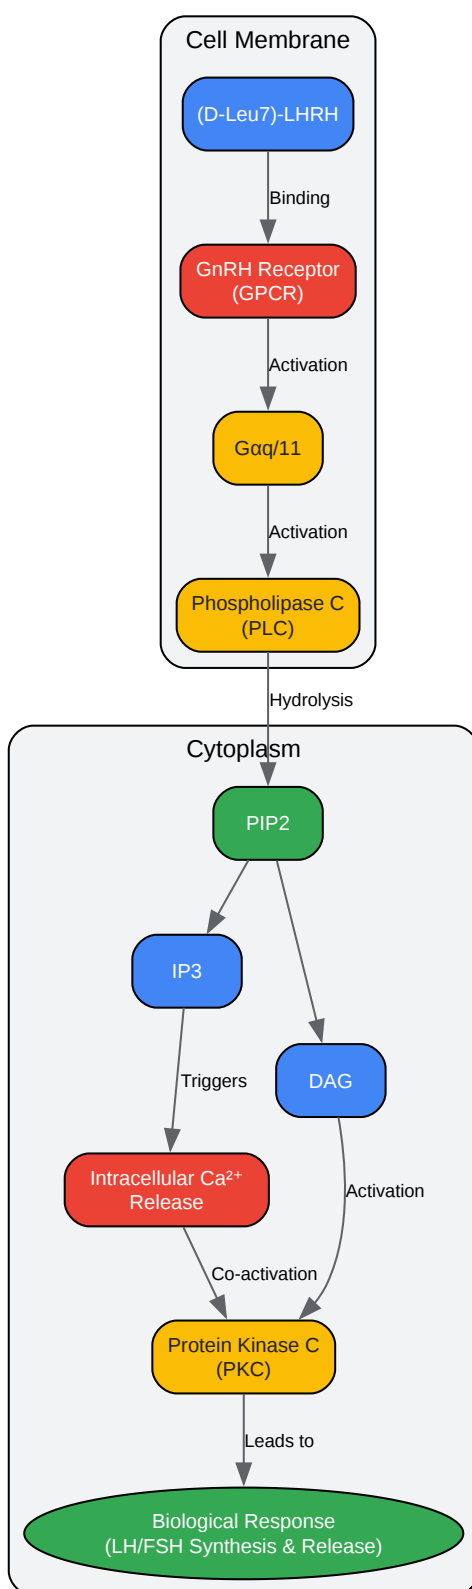 Cell Membrane
(D-Leu7)-LHRH
Binding
GnRH Receptor
(GPCR)
Activation
Gαq/11
Activation
Phospholipase C
(PLC)
Hydrolysis
Cytoplasm
PIP2
IP3
DAG
Triggers
Intracellular Ca²⁺
Release
Activation
Co-activation
Protein Kinase C
(PKC)
Leads to
Biological Response
(LH/FSH Synthesis & Release)